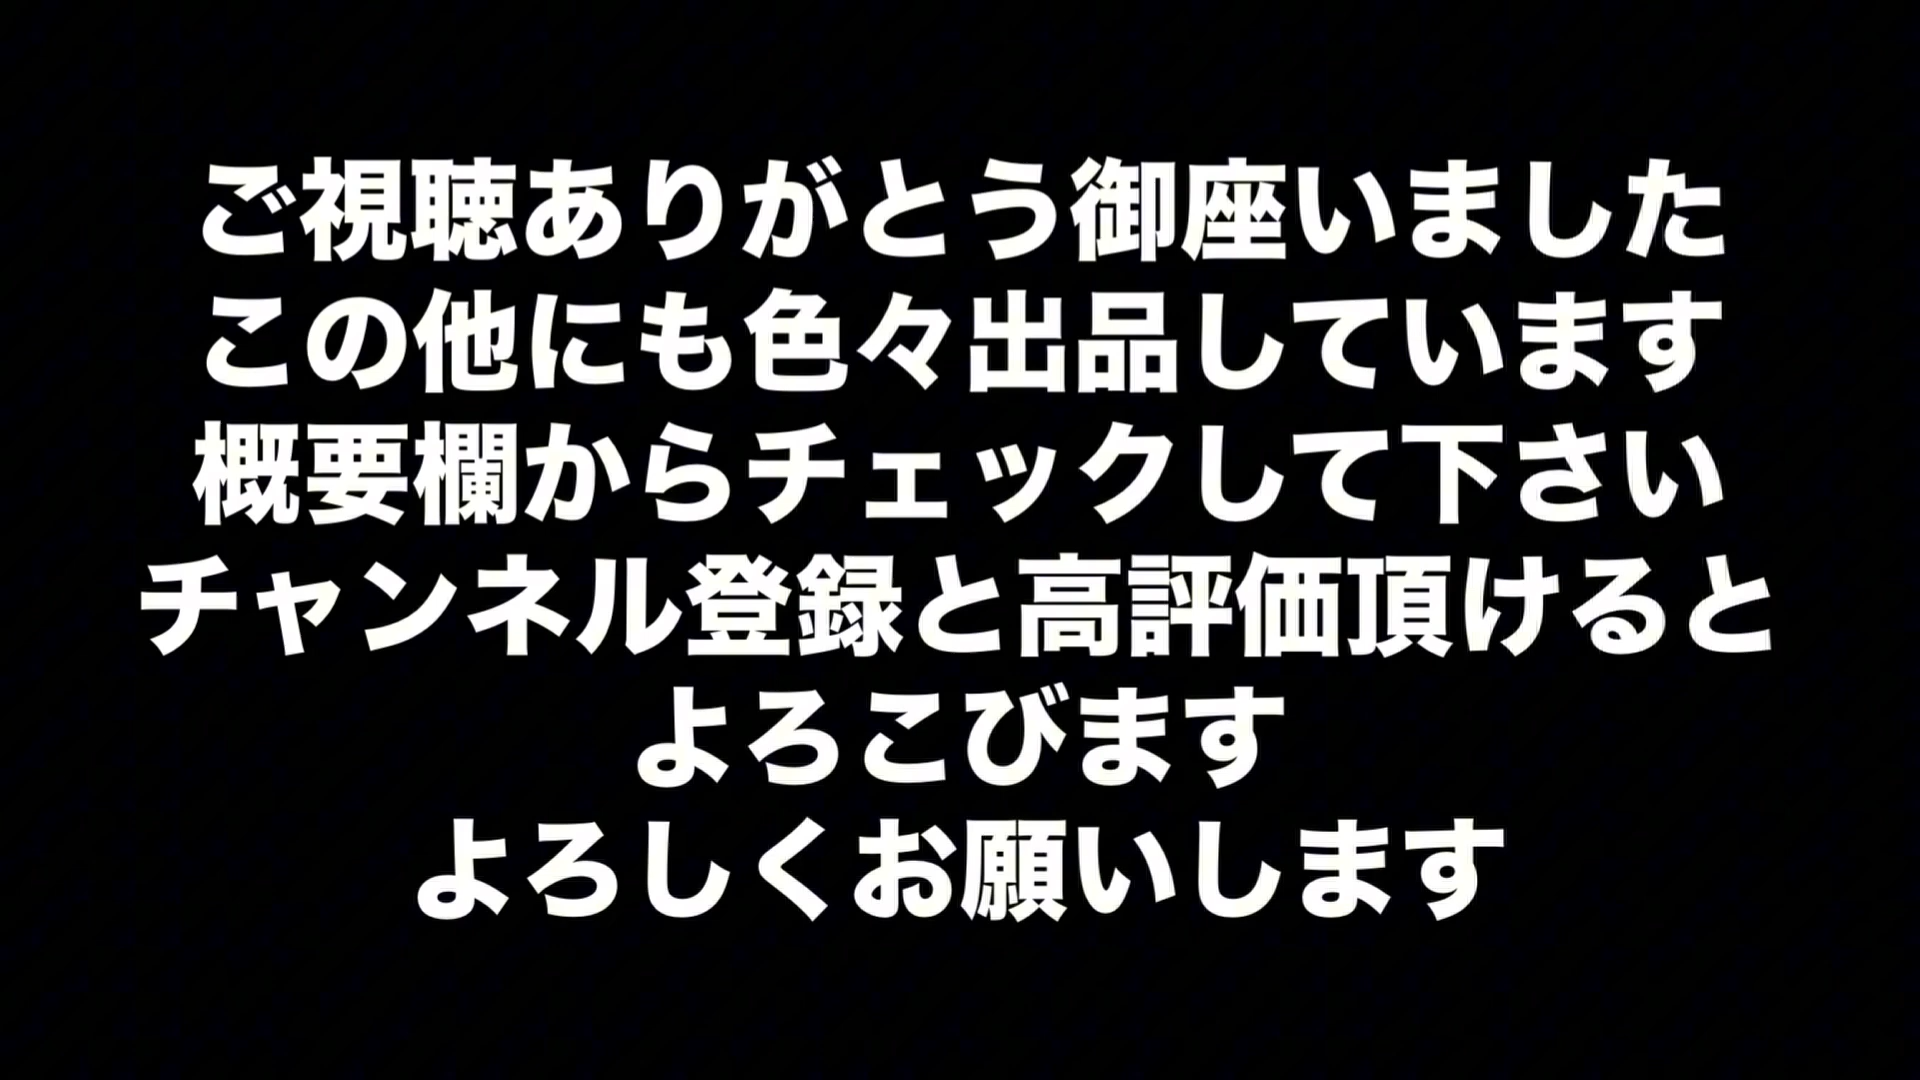 ご視聴ありがとう御座いました
この他にも色々出品しています
概要欄からチェックして下さい
チャンネル登録と高評価頂けると
よろこびます
よろしくお願いします